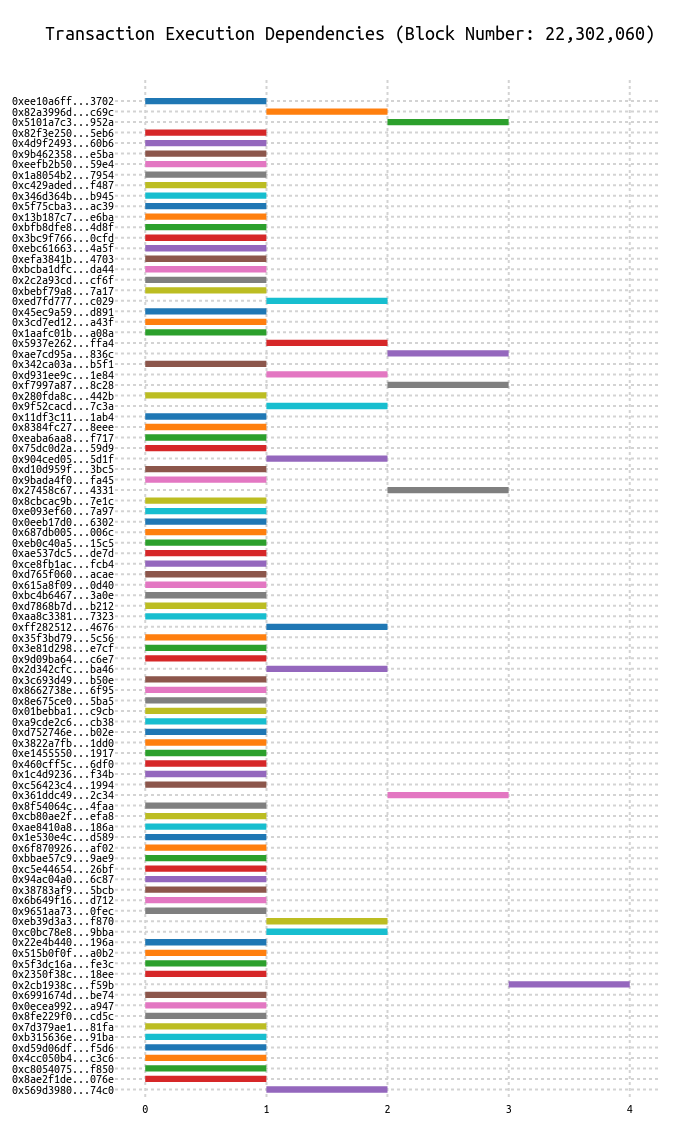 Transaction Execution Dependencies (Block Number: 22,302,060)
0xee10a6ff...3702
0x82a3996d...c69c
0x5101a7c3...952a
0x82f3e250...5eb6
0x4d9f2493...60b6
0x9b462358...e5ba
0xeefb2b50...59e4
0x1a8054b2...7954
0xc429aded...f487
0x346d364b...b945
0x5f75cba3...ac39
0x13b187c7...e6ba
0xbfb8dfe8...4d8f
0x3bc9f766...0cfd
0xebc61663...4a5f
0xefa3841b...4703
0xbcba1dfc...da44
0x2c2a93cd...cf6f
0xbebf79a8...7a17
0xed7fd777...c029
0x45ec9a59...d891
0x3cd7ed12...a43f
0x1aafc01b...a08a
0x5937e262...ffa4
0xae7cd95a...836c
0x342ca03a...b5f1
0xd931ee9c...1e84
0xf7997a87...8c28
0x280fda8c...442b
0x9f52cacd...7c3a
0x11df3c11...1ab4
0x8384fc27...8eee
0xeaba6aa8...f717
0x75dc0d2a...59d9
0x904ced05...5d1f
0xd10d959f...3bc5
0x9bada4f0...fa45
0x27458c67...4331
0x8cbcac9b...7e1c
0xe093ef60...7a97
0x0eeb17d0...6302
0x687db005...006c
0xeb0c40a5...15c5
0xae537dc5...de7d
0xce8fb1ac...fcb4
0xd765f060...acae
0x615a8f09...0d40
0xbc4b6467...3a0e
0xd7868b7d...b212
0xaa8c3381...7323
0xff282512...4676
0x35f3bd79...5c56
0x3e81d298...e7cf
0x9d09ba64...c6e7
0x2d342cfc...ba46
0x3c693d49...b50e
0x8662738e...6f95
0x8e675ce0...5ba5
0x01bebba1...c9cb
0xa9cde2c6...cb38
0xd752746e...b02e
0x3822a7fb...1dd0
0xe1455550...1917
0x460cff5c...6df0
0x1c4d9236...f34b
0xc56423c4...1994
0x361ddc49...2c34
0x8f54064c...4faa
0xcb80ae2f...efa8
0xae8410a8...186a
0x1e530e4c...d589
0x6f870926...af02
0xbbae57c9...9ae9
0xc5e44654...26bf
0x94ac04a0...6c87
0x38783af9...5bcb
0x6b649f16...d712
0x9651aa73...0fec
0xeb39d3a3...f870
0xc0bc78e8...9bba
0x22e4b440...196a
0x515b0f0f...a0b2
0x5f3dc16a...fe3c
0x2350f38c...18ee
0x2cb1938c...f59b
0x6991674d...be74
0x0ecea992...a947
0x8fe229f0...cd5c
0x7d379ae1...81fa
0xb315636e...91ba
0xd59d06df...f5d6
0x4cc050b4...c3c6
0xc8054075...f850
0x8ae2f1de...076e
0x569d3980...74c0
0 1 2 3 4